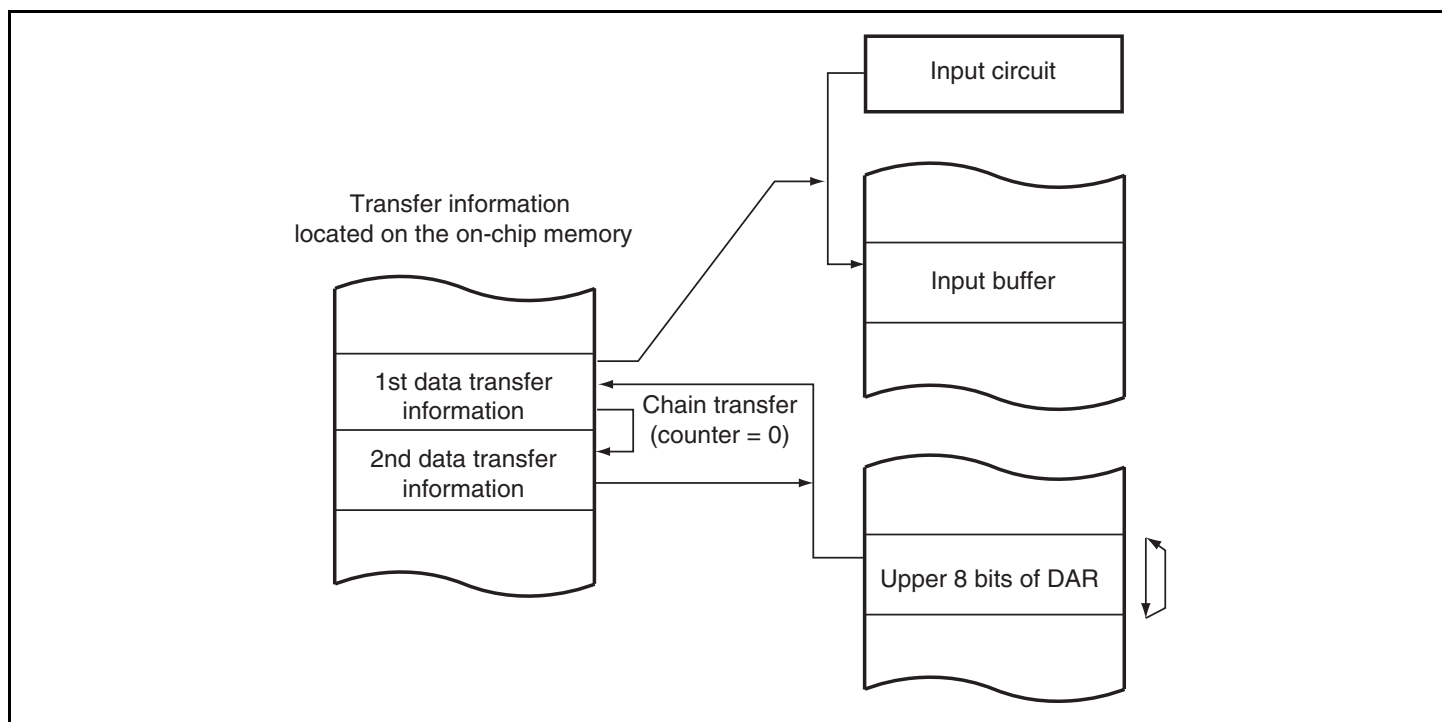 Input circuit
Transfer information
located on the on-chip memory
Input buffer
1st data transfer
information
Chain transfer
(counter = 0)
2nd data transfer
information
Upper 8 bits of DAR